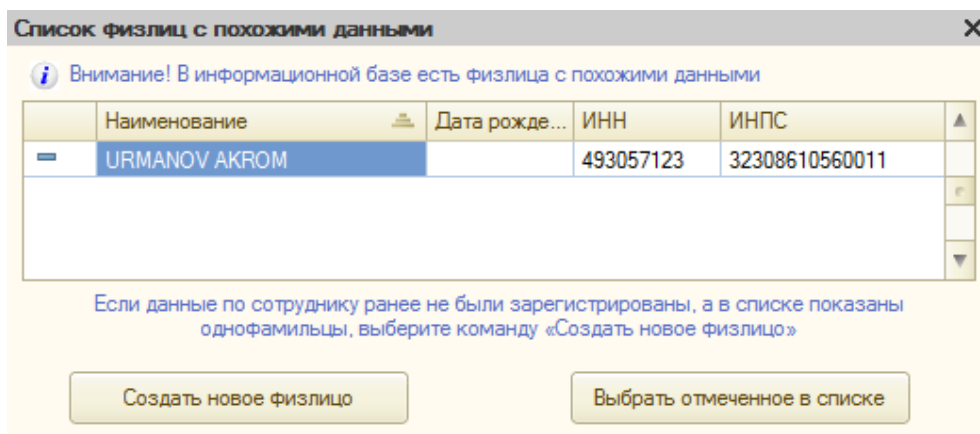 Список физлиц с похожими данными
Внимание! В информационной базе есть физлица с похожими данными
Наименование Дата рожде... ИНН ИНПС
URMANOV AKROM 493057123 32308610560011
Если данные по сотруднику ранее не были зарегистрированы, а в списке показаны
однофамильцы, выберите команду «Создать новое физлицо»
Создать новое физлицо Выбрать отмеченное в списке